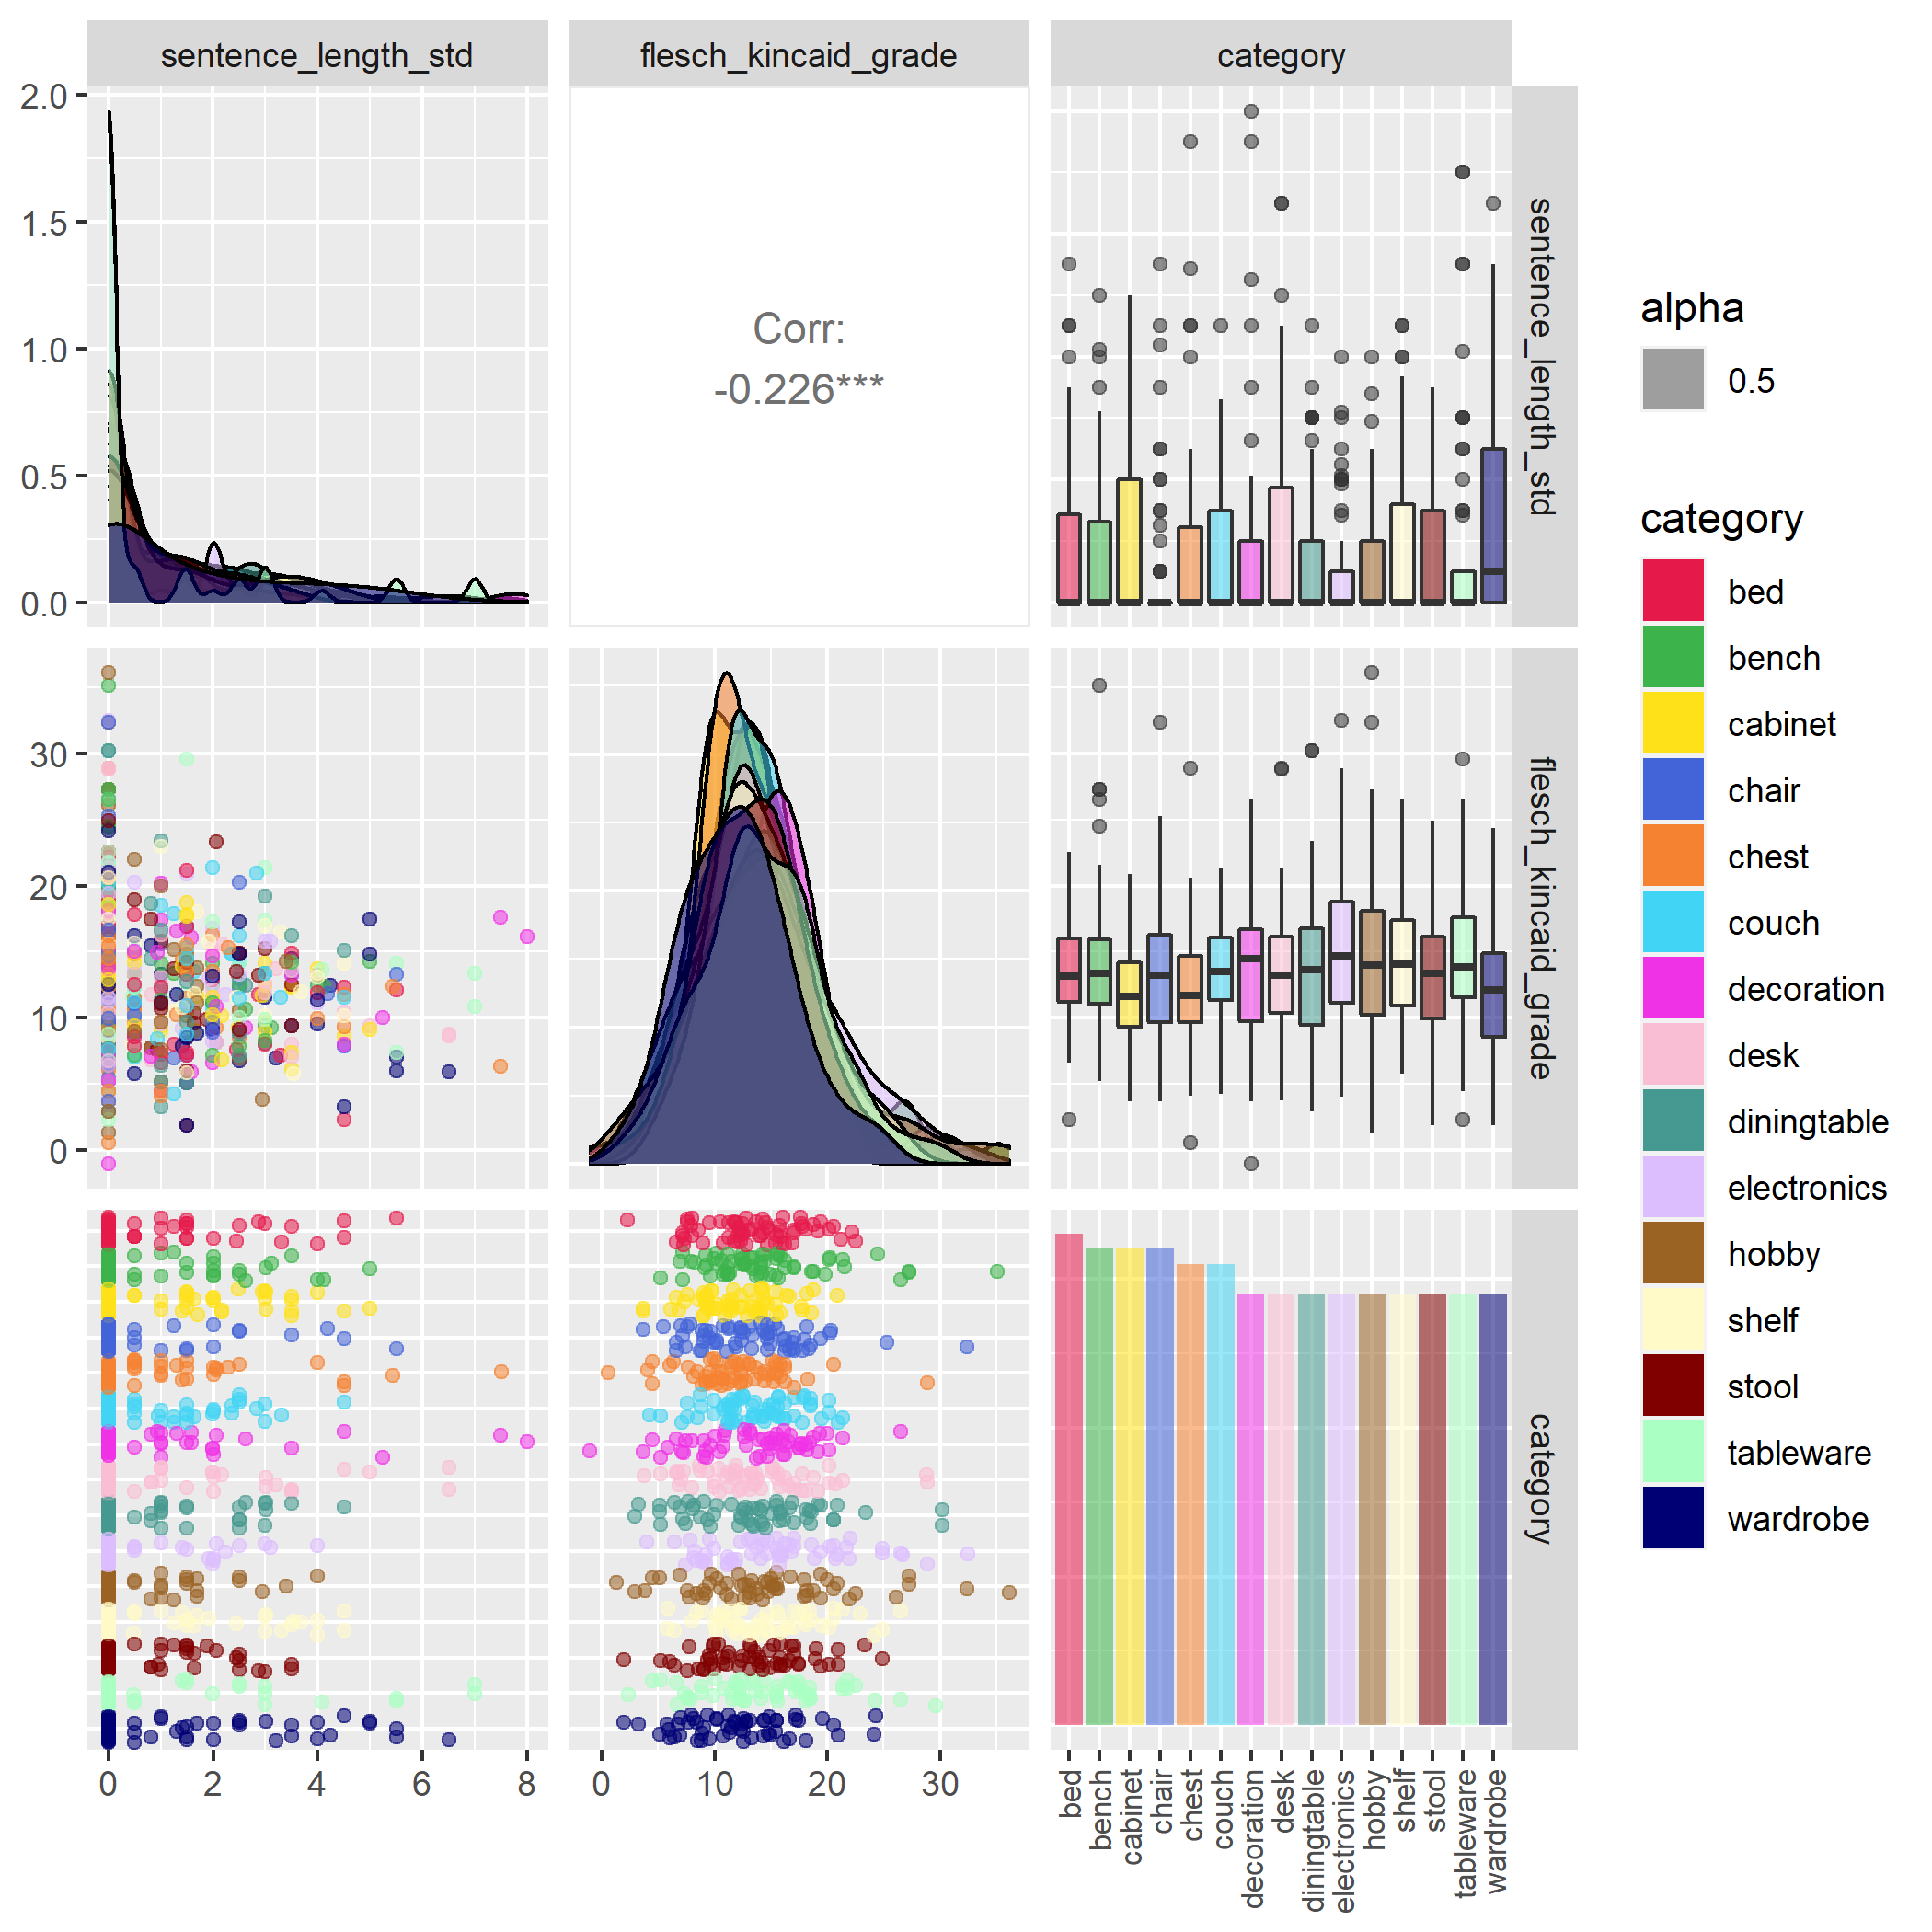 sentence_length_std
flesch_kincaid_grade
category
2.0
1.5
1.0
0.5
0.0
Corr:
-0.226***
sentence_length_std
30
20
10
0
flesch_kincaid_grade
category
0 2 4 6 8
0 10 20 30
bed
bench
cabinet
chair
chest
couch
decoration
desk
diningtable
electronics
hobby
shelf
stool
tableware
wardrobe
alpha
0.5
category
bed
bench
cabinet
chair
chest
couch
decoration
desk
diningtable
electronics
hobby
shelf
stool
tableware
wardrobe